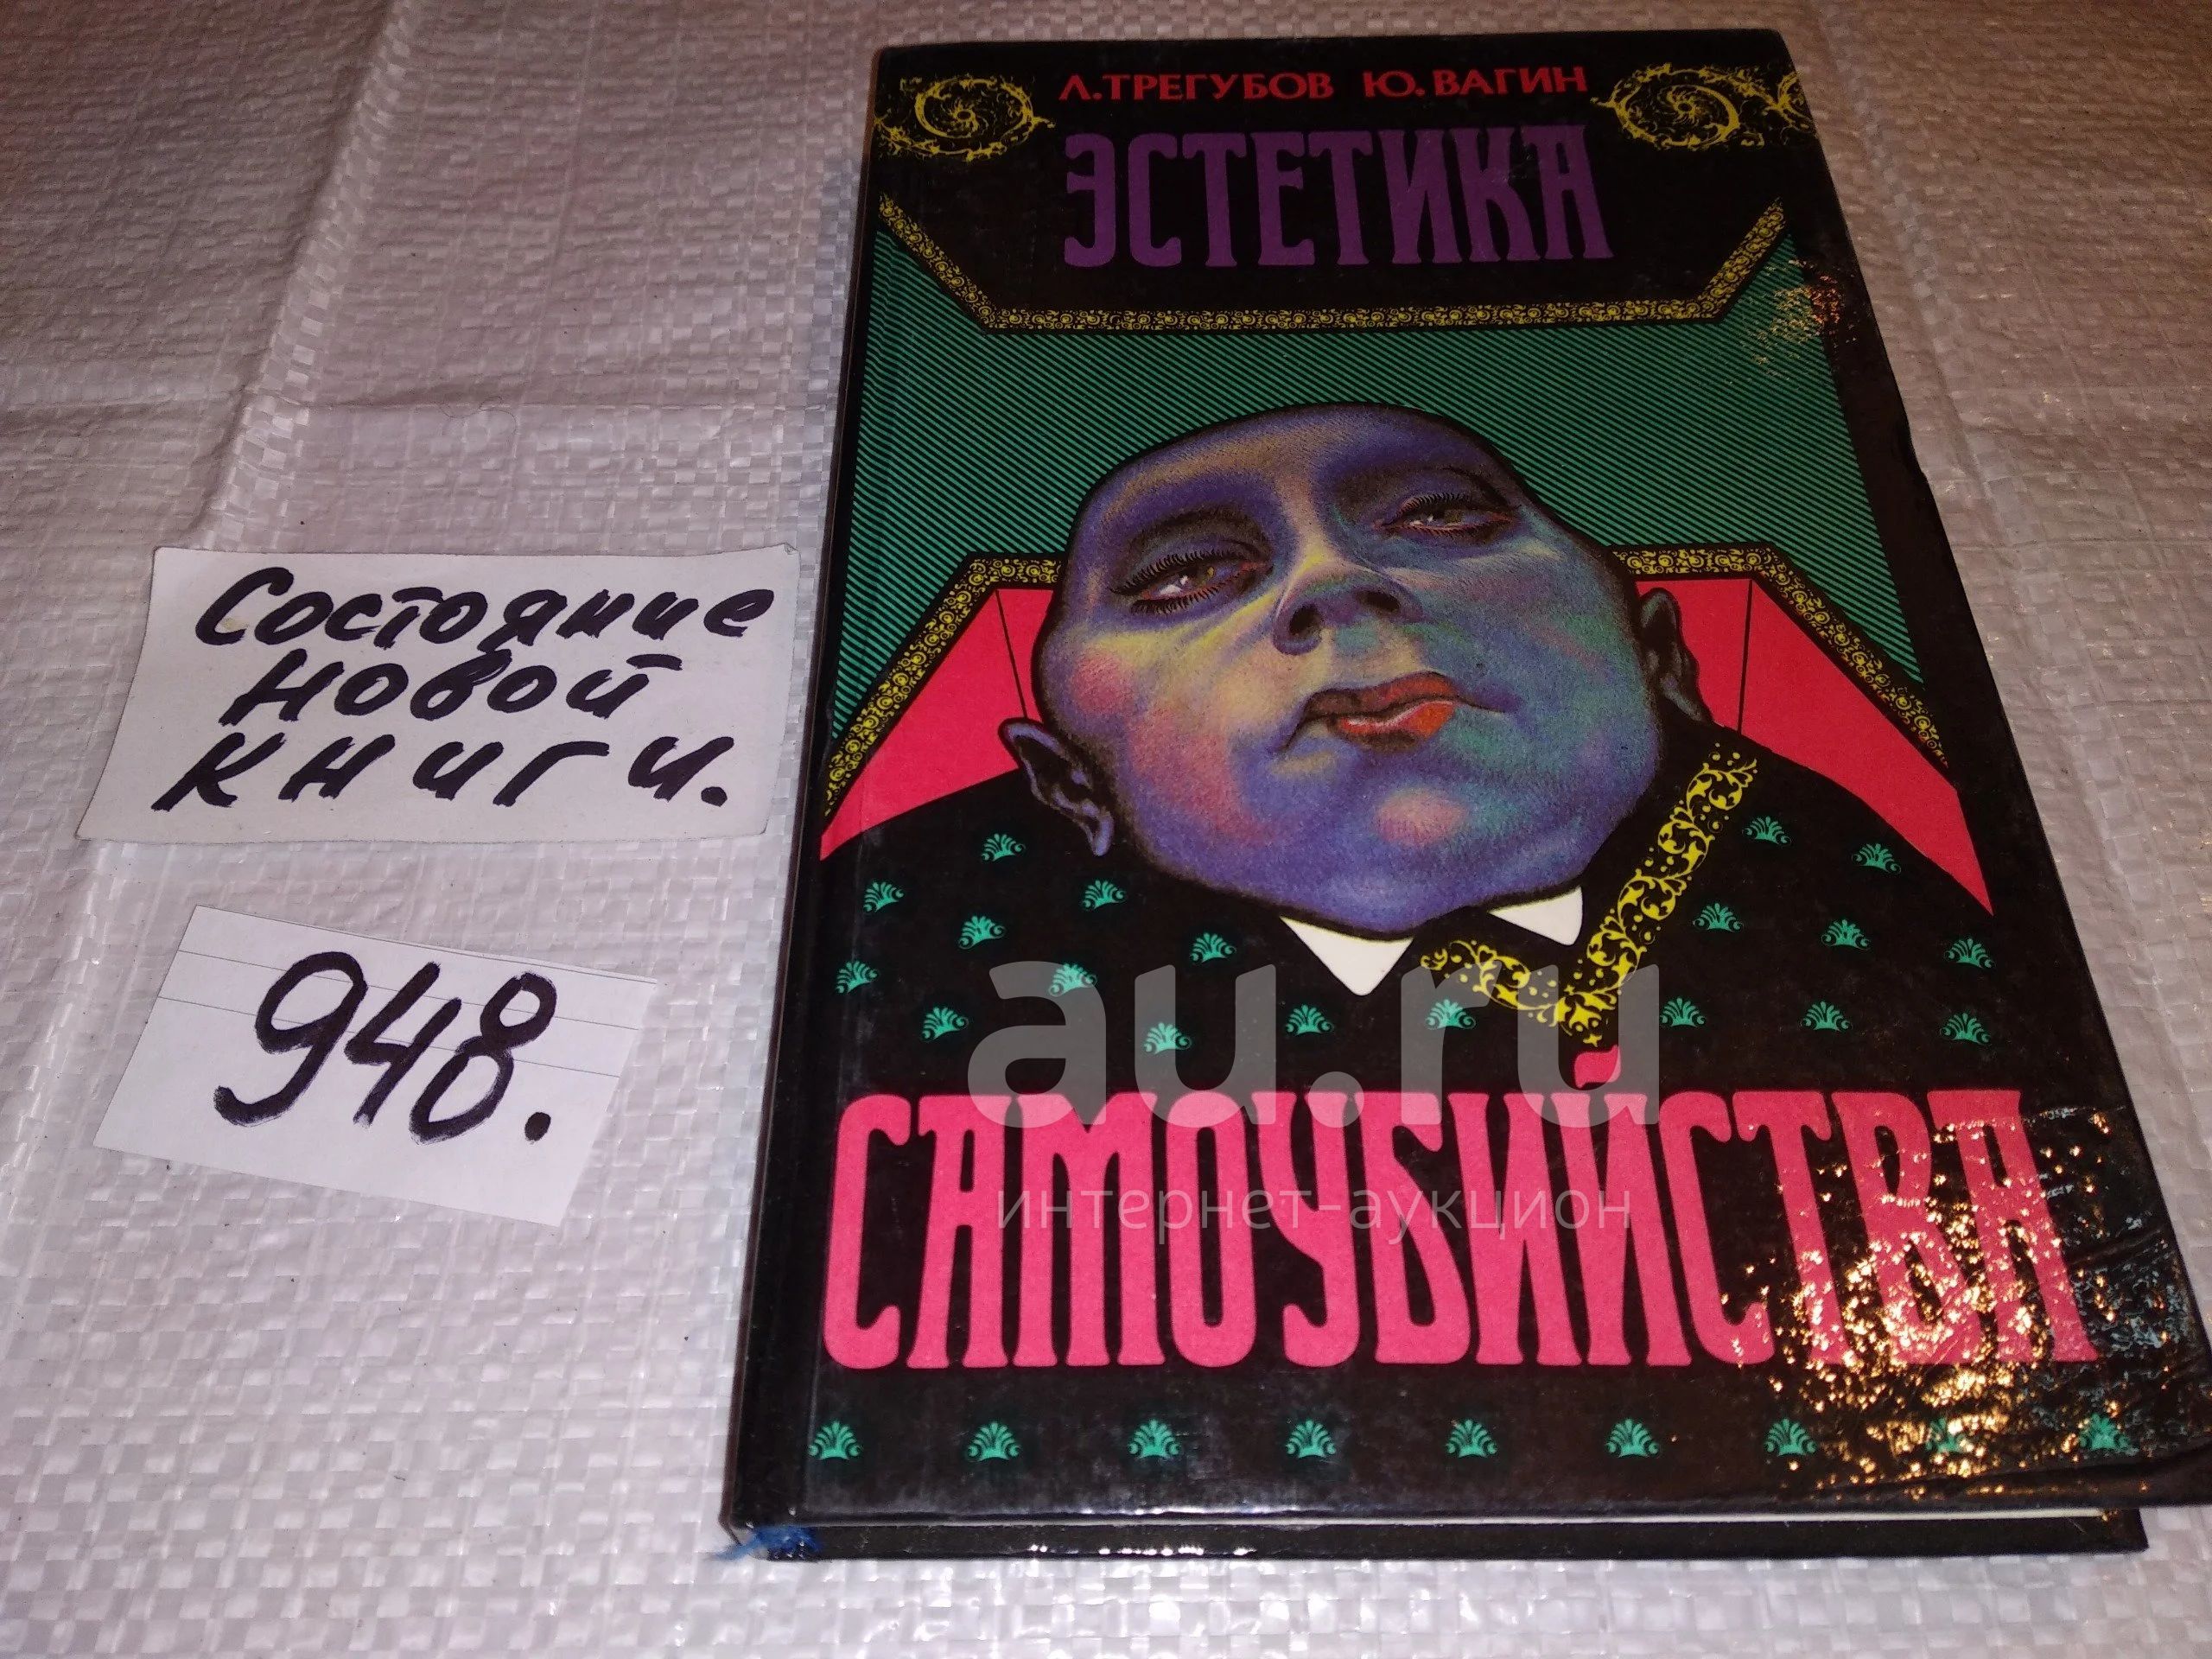 Л.ТРЕГУБОВ Ю.ВАГИН
ЭСТЕТИКА
САМОУБИЙСТВА
Состояние
новой
книги.
948.
au.ru
интернет-аукцион